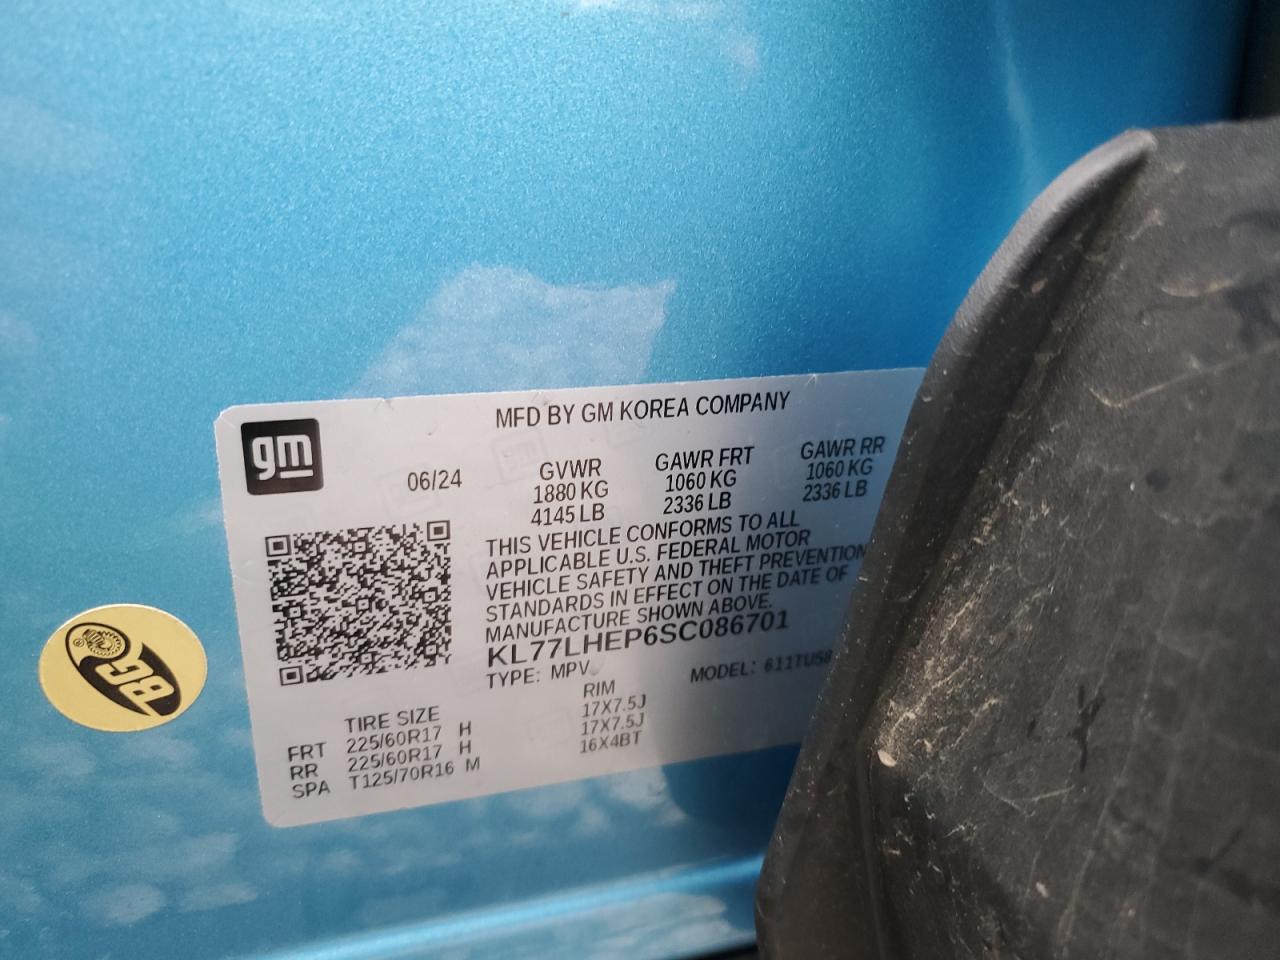 gm
MFD BY GM KOREA COMPANY
06/24
GVWR GAWR FRT GAWR RR
1880 KG 1060 KG 1060 KG
4145 LB 2336 LB 2336 LB
THIS VEHICLE CONFORMS TO ALL
APPLICABLE U.S. FEDERAL MOTOR
VEHICLE SAFETY AND THEFT PREVENTION
STANDARDS IN EFFECT ON THE DATE OF
MANUFACTURE SHOWN ABOVE.
KL77LHEP6SC086701
TYPE: MPV MODEL: 611TU58
TIRE SIZE RIM
FRT 225/60R17 H 17X7.5J
RR 225/60R17 H 17X7.5J
SPA T125/70R16 M 16X4BT
BG